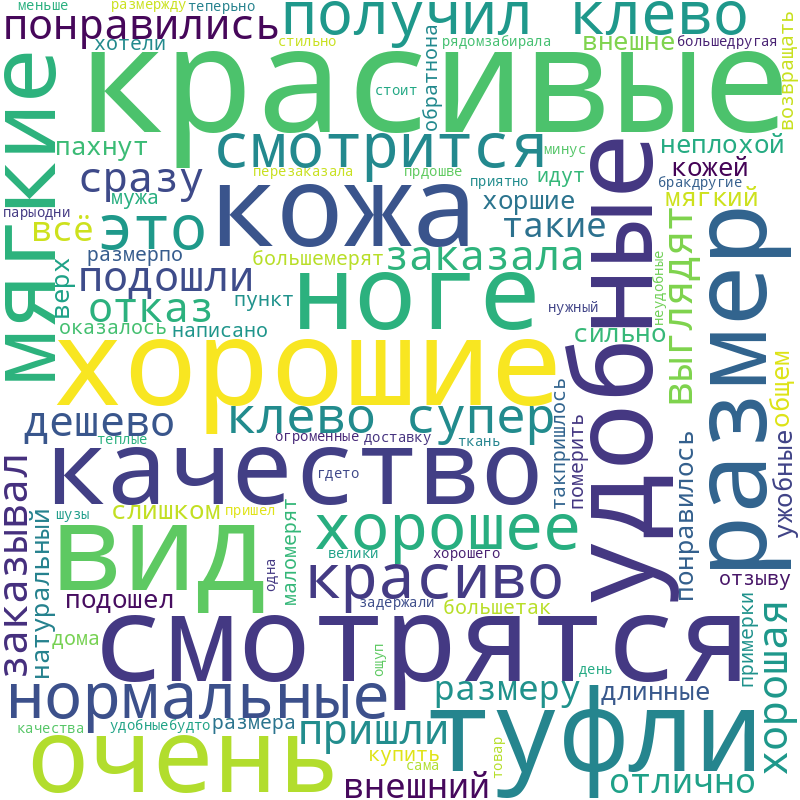 меньше
размержду
теперьно
понравились
получил клево
хотели
стильно
рядомзабирала
внешне
большедругая
возвращать
мягкие
красивые
стоит
обратнона
пахнут
смотрится
минус
неплохой
сразу
перезаказала
прдошве
приятно
идут
кожей
бракдругие
мужа
кожа
хоршие
мягкий
парыодни
всё
это
такие
размерпо
большемерят
заказала
удобные
неудобные
выглядят
размер
верх
подошли
отказ
пункт
ноге
нужный
оказалось
написано
сильно
хорошие
общем
дешево
клево супер
теплые
огроменные
доставку
ткань
такпришлось
померить
понравилось
ужобные
качество
гдето
заказывал
шузы
слишком
пришел
маломерят
хорошее
натуральный
вид
велики
хорошего
одна
красиво
отзыву
подошел
задержали
большетак
примерки
хорошая
дома
смотрятся
ощуп
день
нормальные
размеру
длинные
качества
удобныебудто
размера
пришли
туфли
очень
купить
сама
товар
внешний
отлично